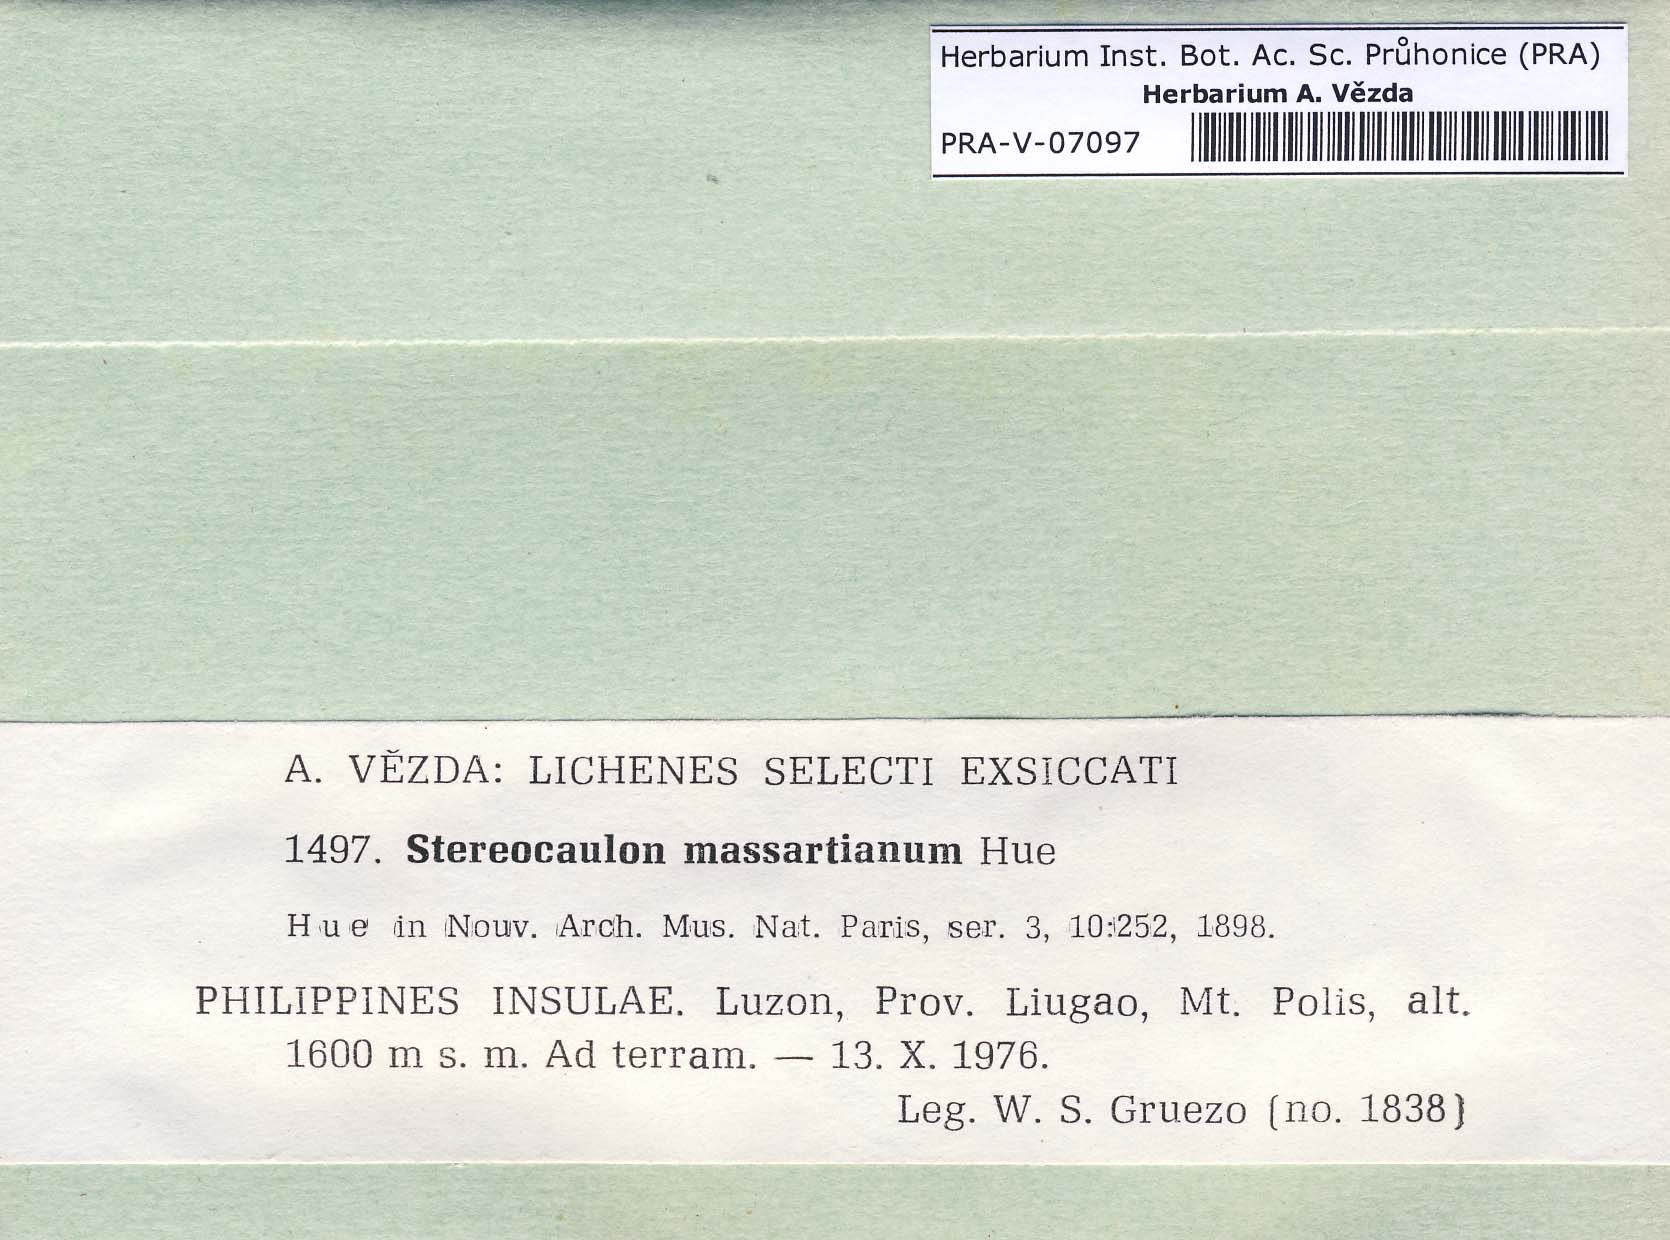 Herbarium Inst. Bot. Ac. Sc. Průhonice (PRA)
Herbarium A. Vězda
PRA-V-07097
A. VĚZDA: LICHENES SELECTI EXSICCATI
1497. Stereocaulon massartianum Hue
Hue in Nouv. Arch. Mus. Nat. Paris, ser. 3, 10:252, 1898.
PHILIPPINES INSULAE. Luzon, Prov. Liugao, Mt. Polis, alt.
1600 m s. m. Ad terram. — 13. X. 1976.
Leg. W. S. Gruezo (no. 1838)